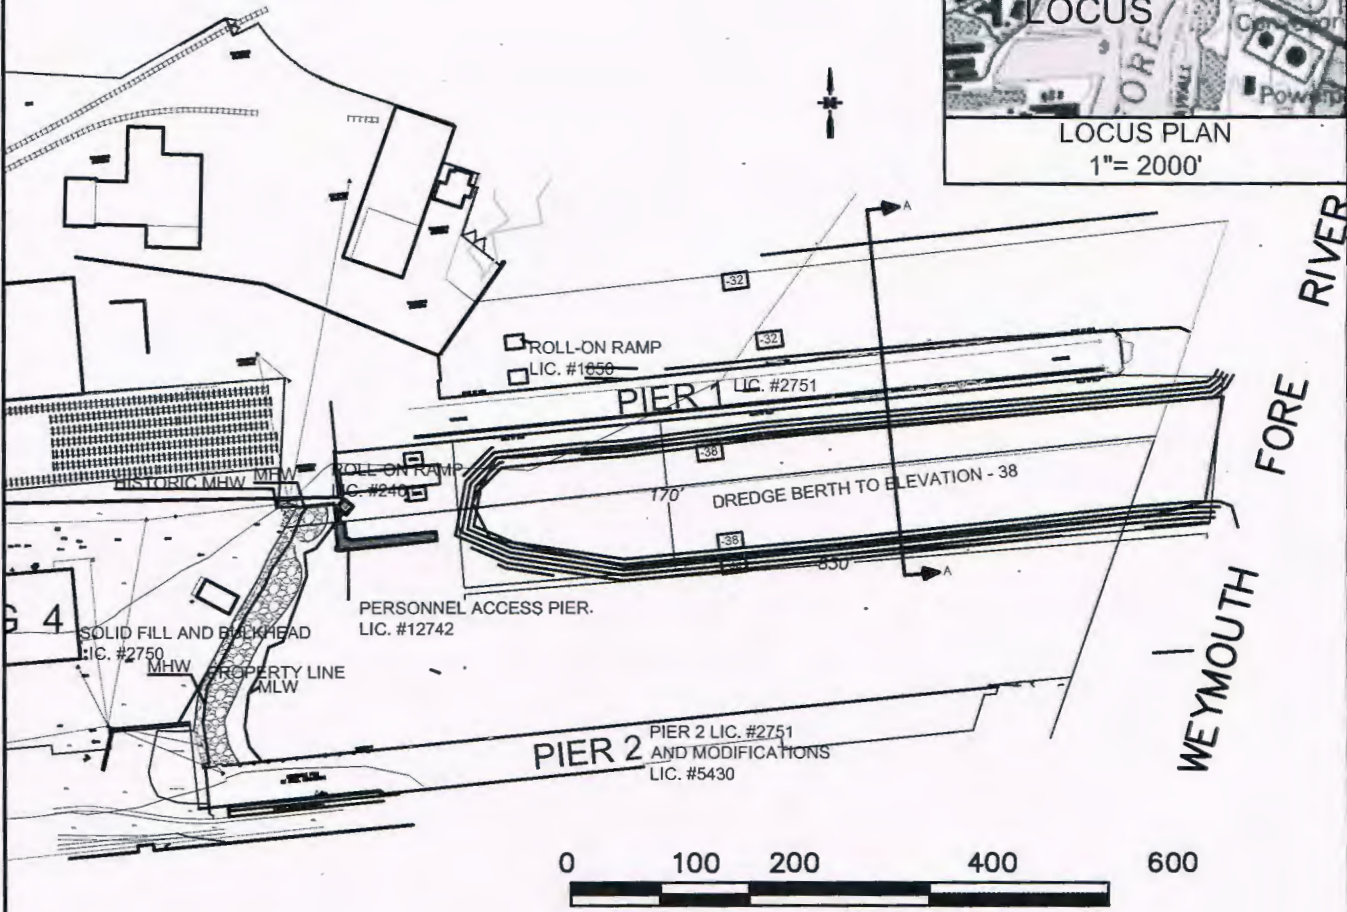 LOCUS
LOCUS PLAN
1"= 2000'
A
-32
-32
ROLL-ON RAMP
LIC. #1850
PIER 1
LIC. #2751
-38
HISTORIC MHW
MHW
ROLL-ON RAMP
170'
DREDGE BERTH TO ELEVATION - 38
-38
830'
A
PERSONNEL ACCESS PIER.
LIC. #12742
G 4
SOLID FILL AND BULKHEAD
LIC. #2750
MHW
PROPERTY LINE
MLW
PIER 2
PIER 2 LIC. #2751
AND MODIFICATIONS
LIC. #5430
WEYMOUTH FORE RIVER
0 100 200 400 600